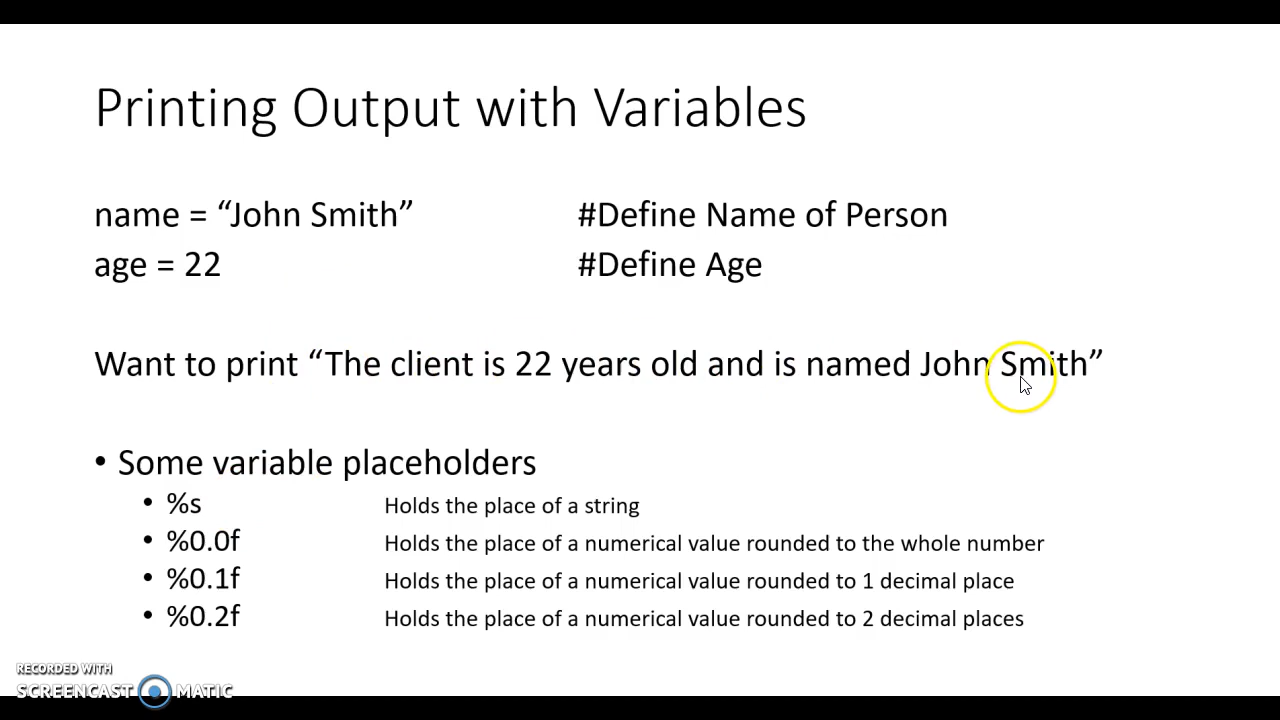 Printing Output with Variables
name = “John Smith” #Define Name of Person
age = 22 #Define Age
Want to print “The client is 22 years old and is named John Smith”
• Some variable placeholders
• %s Holds the place of a string
• %0.0f Holds the place of a numerical value rounded to the whole number
• %0.1f Holds the place of a numerical value rounded to 1 decimal place
• %0.2f Holds the place of a numerical value rounded to 2 decimal places
RECORDED WITH
SCREENCAST MATIC